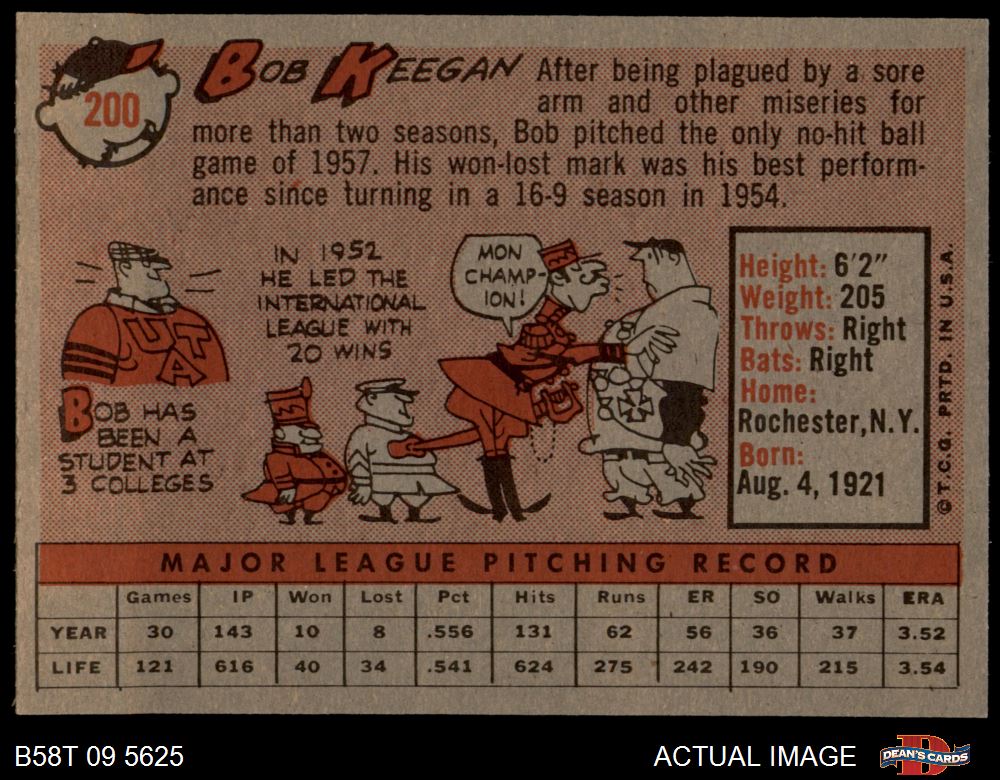 200
BOB KEEGAN After being plagued by a sore
arm and other miseries for
more than two seasons, Bob pitched the only no-hit ball
game of 1957. His won-lost mark was his best perform-
ance since turning in a 16-9 season in 1954.
UTA
BOB HAS
BEEN A
STUDENT AT
3 COLLEGES
IN 1952
HE LED THE
INTERNATIONAL
LEAGUE WITH
20 WINS
MON
CHAMP-
ION!
Height: 6'2"
Weight: 205
Throws: Right
Bats: Right
Home:
Rochester, N.Y.
Born:
Aug. 4, 1921
© T.C.G. PRTD. IN U.S.A.
MAJOR LEAGUE PITCHING RECORD
Games IP Won Lost Pct Hits Runs ER SO Walks ERA
YEAR 30 143 10 8 .556 131 62 56 36 37 3.52
LIFE 121 616 40 34 .541 624 275 242 190 215 3.54
B58T 09 5625
ACTUAL IMAGE
DEAN'S CARDS